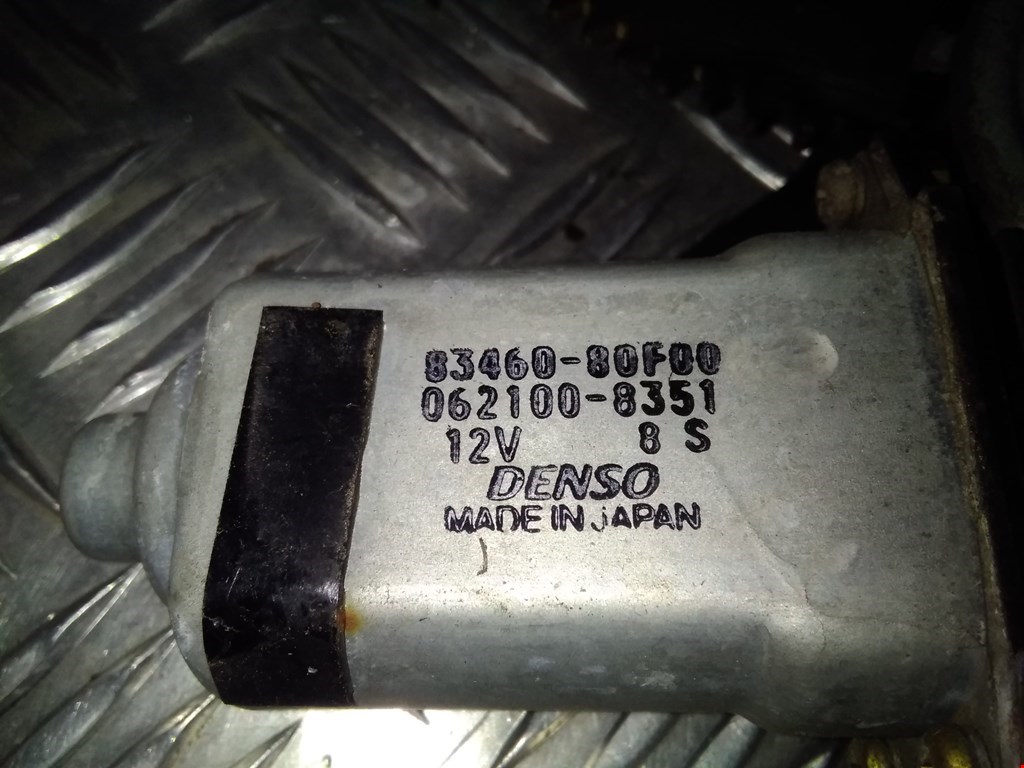 83460-80F00
062100-8351
12V 8 S
DENSO
MADE IN JAPAN